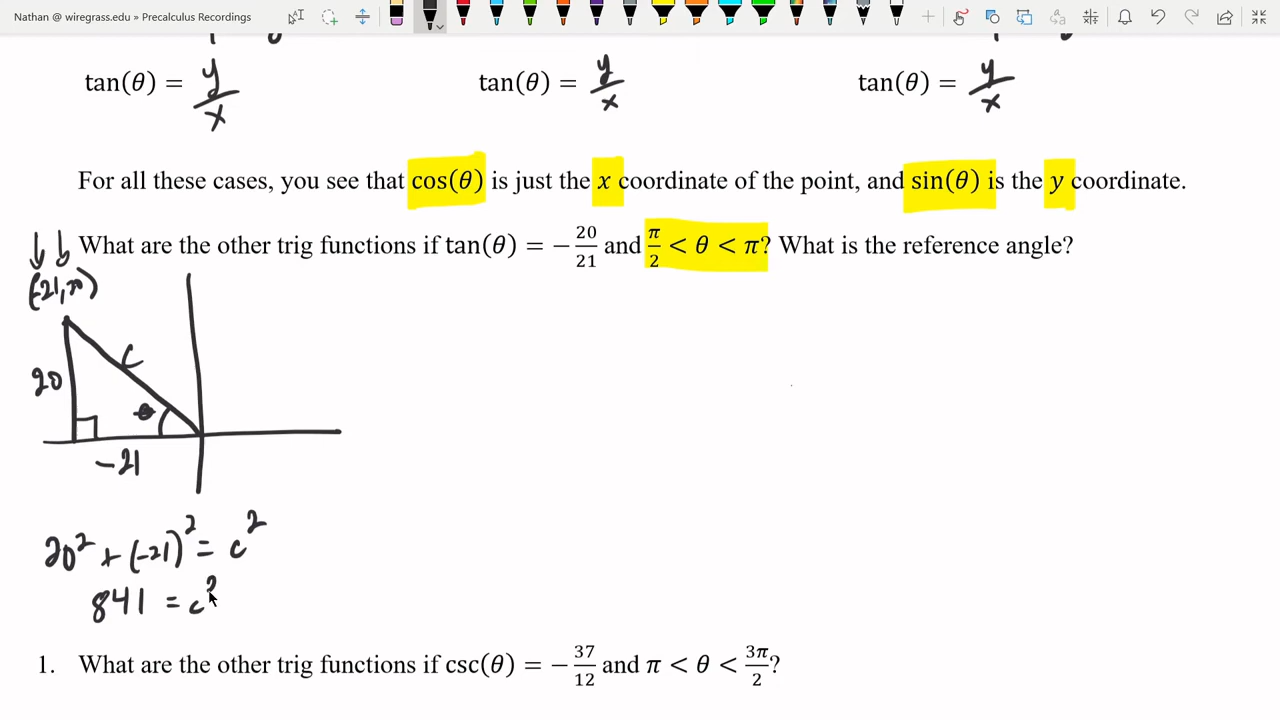 Nathan @ wiregrass.edu » Precalculus Recordings
tan(θ) = y/x tan(θ) = y/x tan(θ) = y/x
For all these cases, you see that cos(θ) is just the x coordinate of the point, and sin(θ) is the y coordinate.
What are the other trig functions if tan(θ) = −20/21 and π/2 < θ < π? What is the reference angle?
(-21,20)
c
20
θ
-21
20² + (-21)² = c²
841 = c²
1. What are the other trig functions if csc(θ) = −37/12 and π < θ < 3π/2?